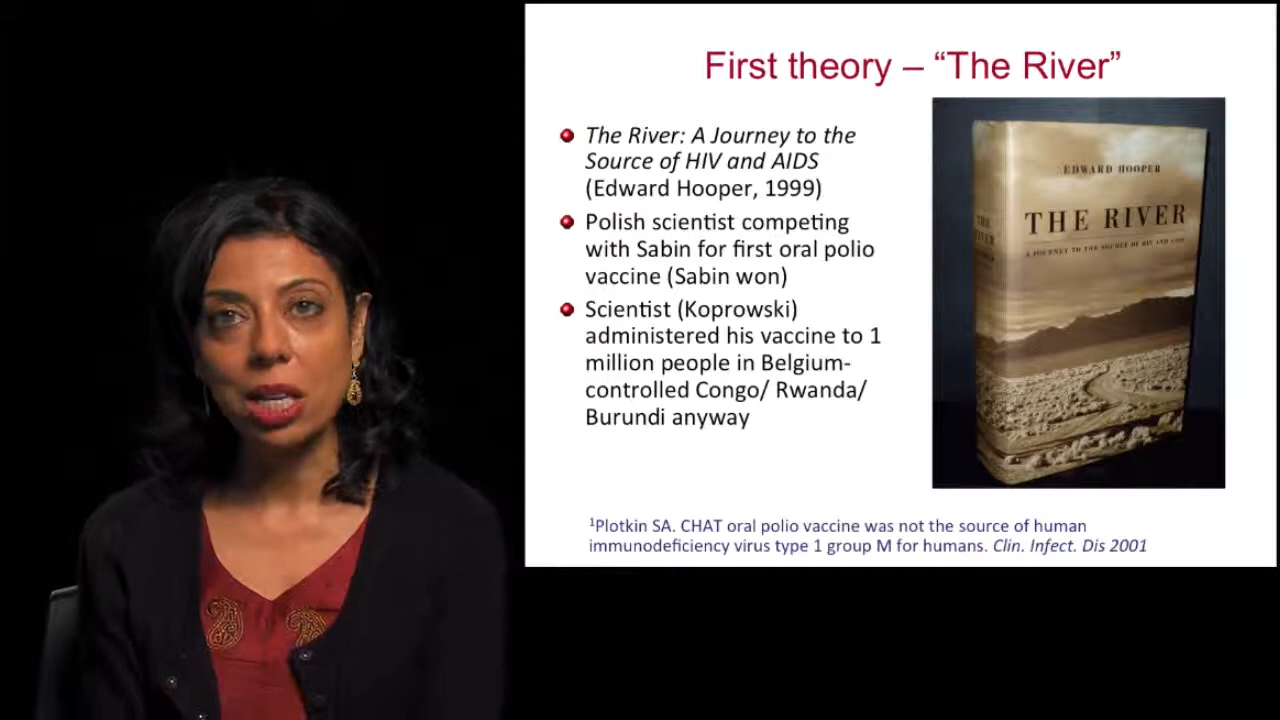 First theory – “The River”
The River: A Journey to the
Source of HIV and AIDS
(Edward Hooper, 1999)
Polish scientist competing
with Sabin for first oral polio
vaccine (Sabin won)
Scientist (Koprowski)
administered his vaccine to 1
million people in Belgium-
controlled Congo/ Rwanda/
Burundi anyway
EDWARD HOOPER
THE RIVER
A JOURNEY TO THE SOURCE OF HIV AND AIDS
THE
RIVER
¹Plotkin SA. CHAT oral polio vaccine was not the source of human
immunodeficiency virus type 1 group M for humans. Clin. Infect. Dis 2001